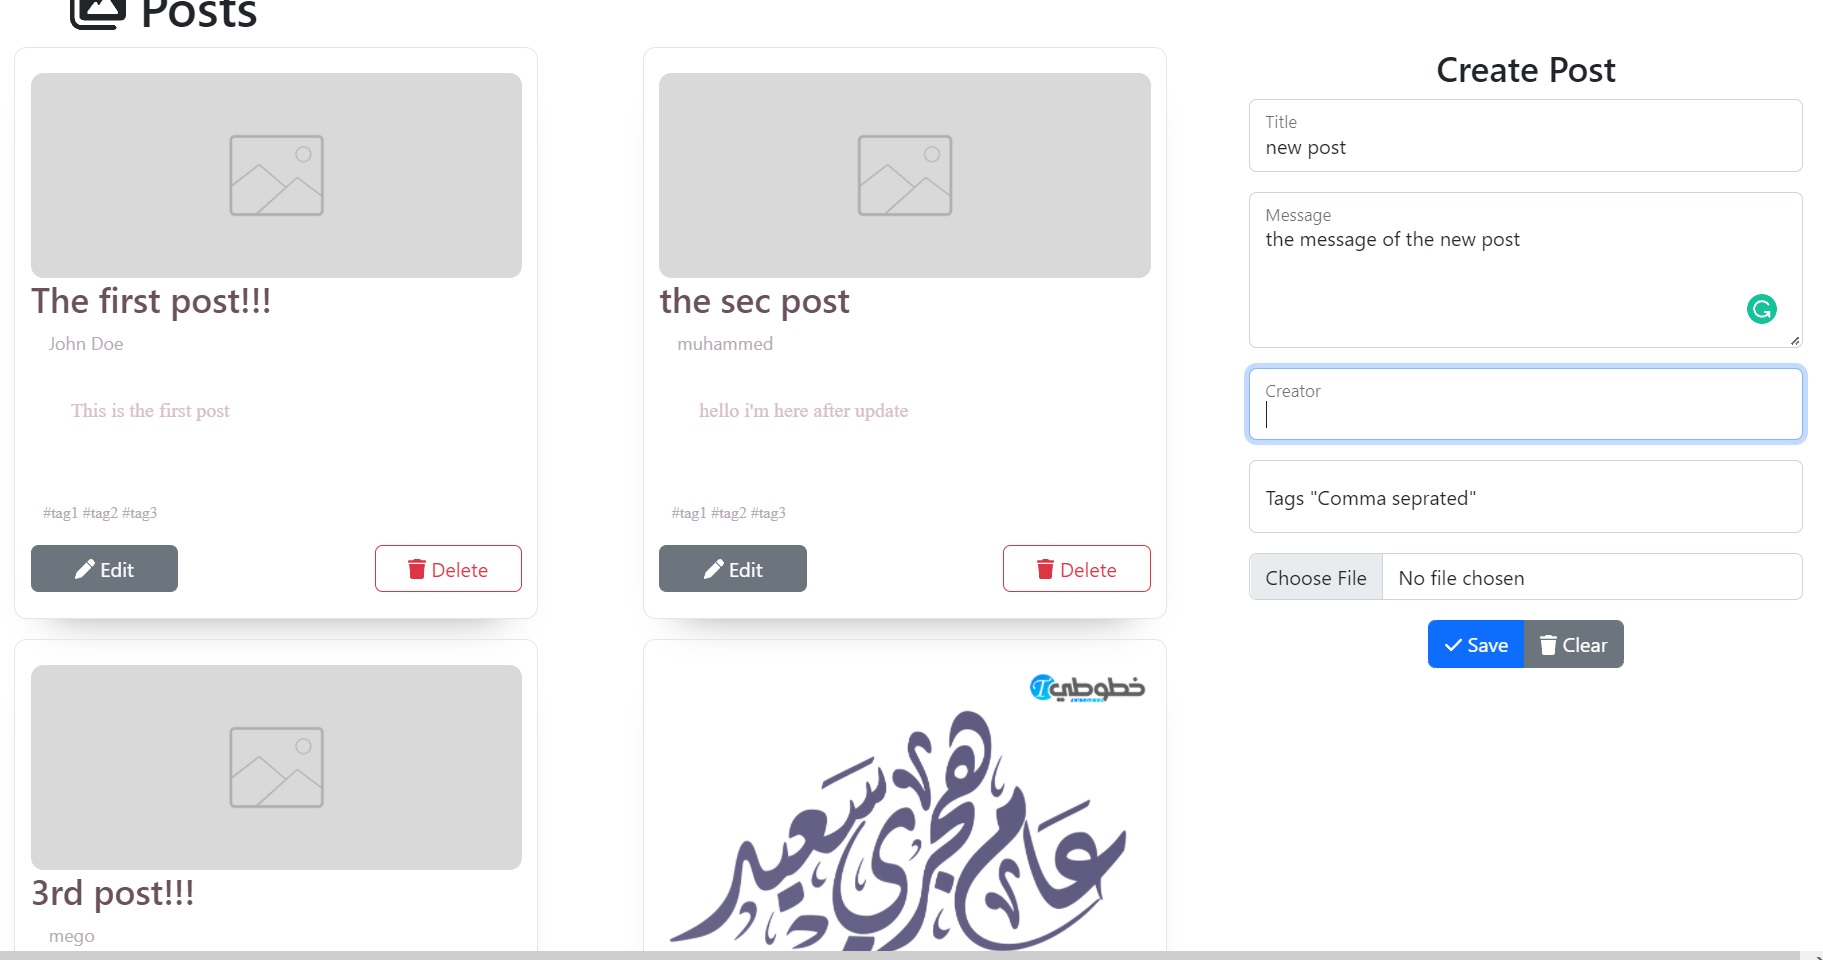 Posts
The first post!!!
John Doe
This is the first post
#tag1 #tag2 #tag3
Edit
Delete
the sec post
muhammed
hello i'm here after update
#tag1 #tag2 #tag3
Edit
Delete
3rd post!!!
mego
خطوطي
عام هجري سعيد
Create Post
Title
new post
Message
the message of the new post
Creator
Tags "Comma seprated"
Choose File
No file chosen
Save
Clear